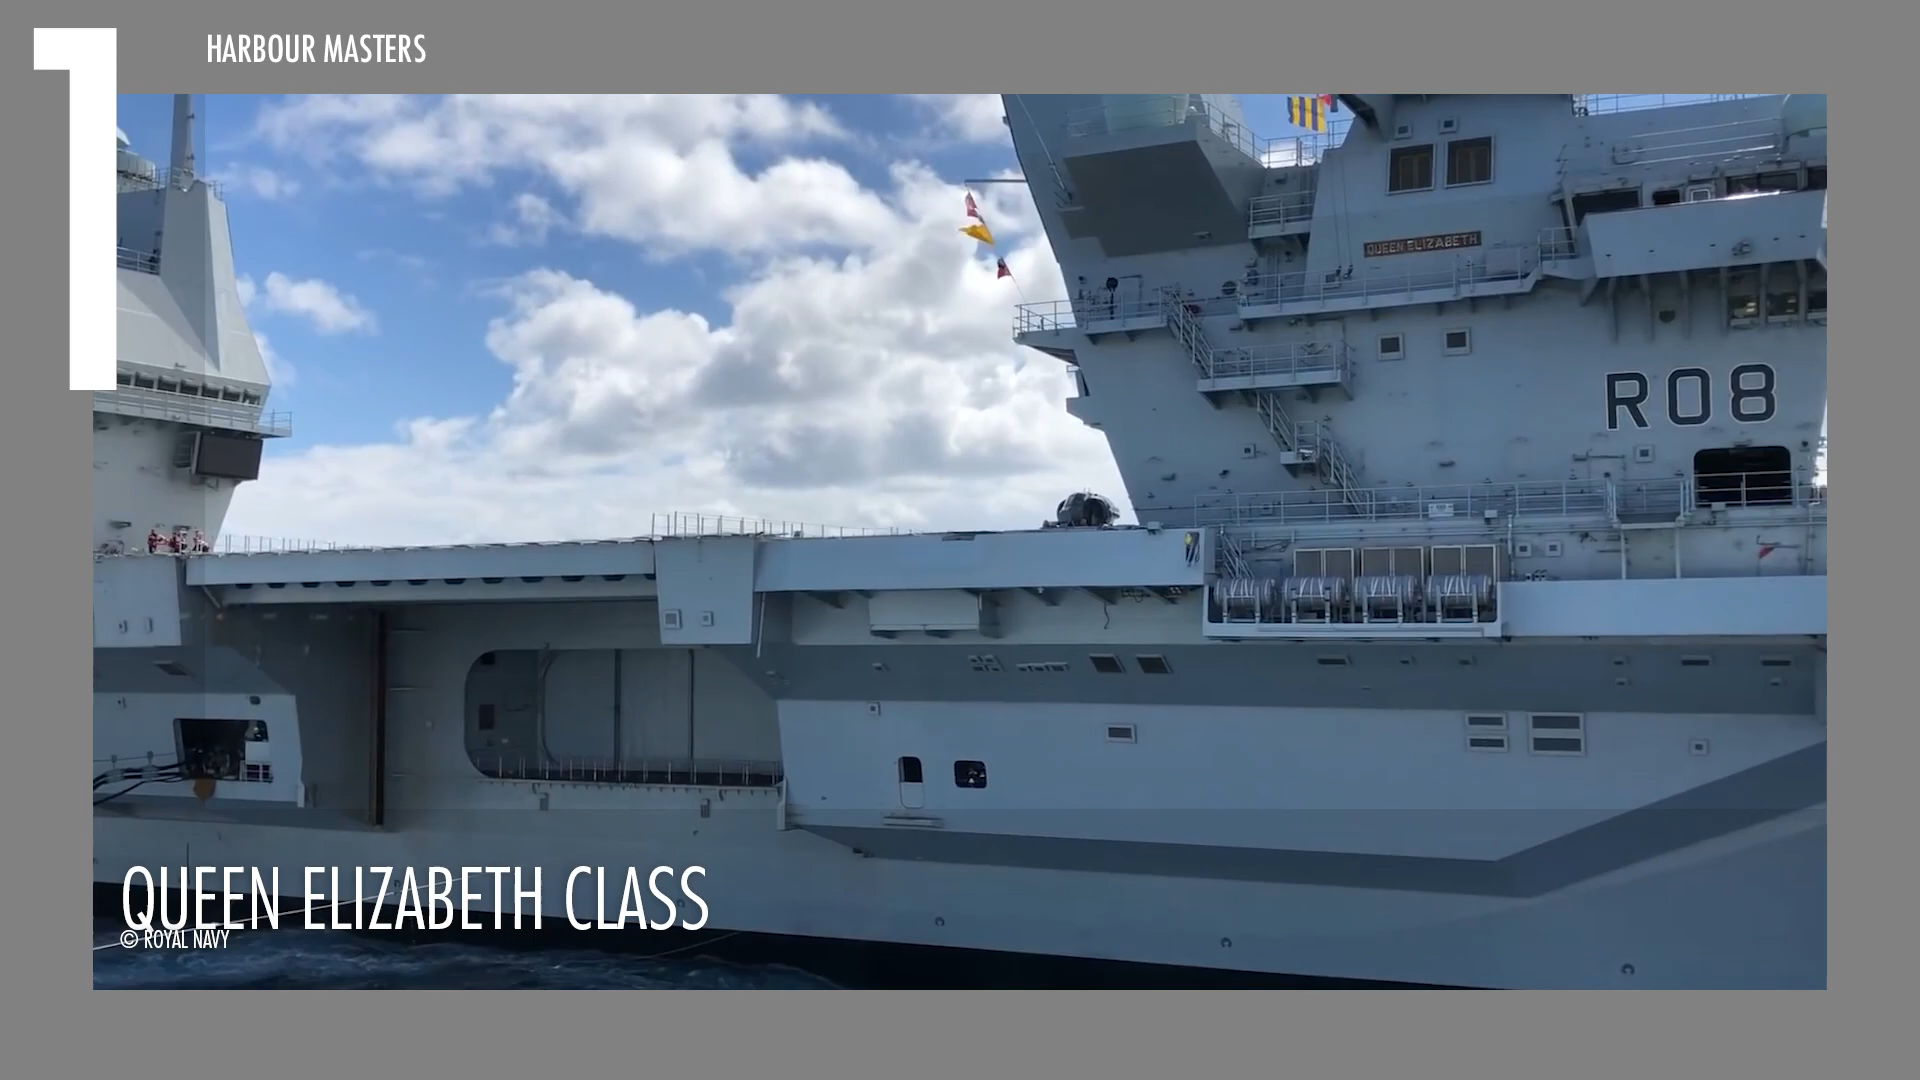 1
HARBOUR MASTERS
QUEEN ELIZABETH
R08
QUEEN ELIZABETH CLASS
© ROYAL NAVY